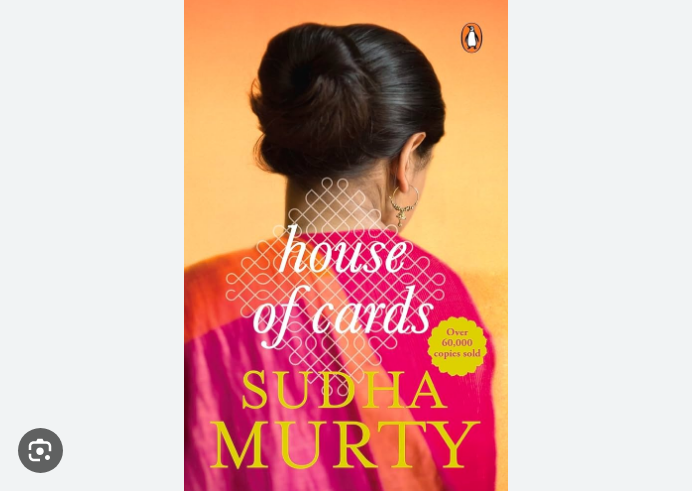 house
of cards
Over
60,000
copies sold
SUDHA
MURTY